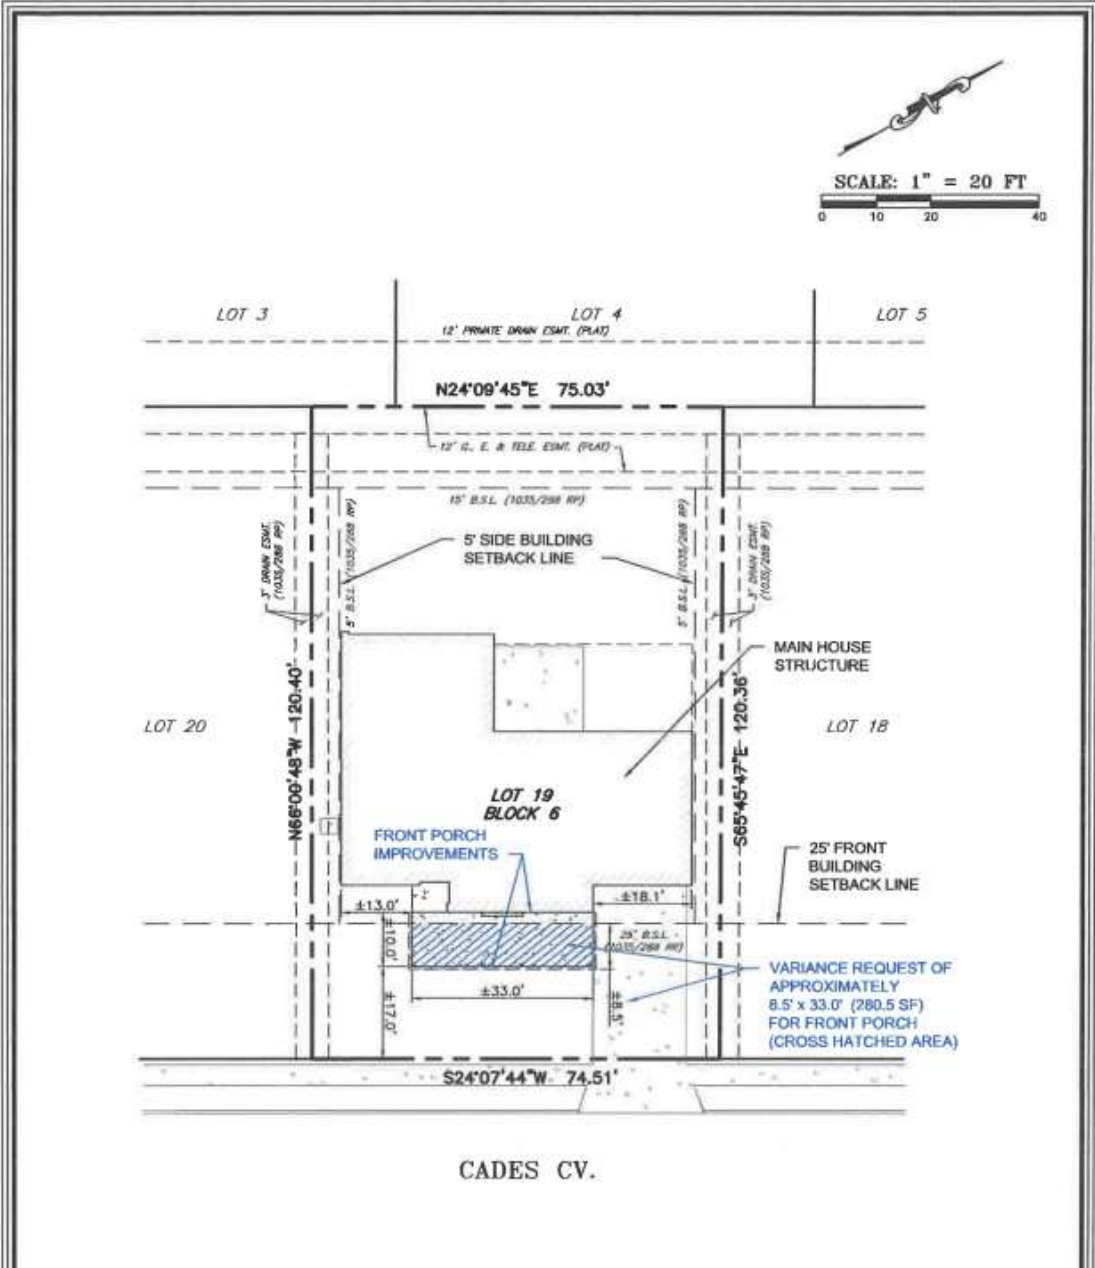 N
SCALE: 1" = 20 FT
0 10 20 40
LOT 3
LOT 4
LOT 5
12' PRIVATE DRAIN ESMT. (PLAT)
N24°09'45"E 75.03'
12' G., E. & TELE. ESMT. (PLAT)
15' B.S.L. (1035/288 RP)
5' SIDE BUILDING
SETBACK LINE
3' DRAIN ESMT.
(1035/288 RP)
5' B.S.L. (1035/288 RP)
5' B.S.L. (1035/288 RP)
3' DRAIN ESMT.
(1035/288 RP)
MAIN HOUSE
STRUCTURE
LOT 20
N66°00'48"W 120.40'
S65°45'47"E 120.36'
LOT 18
LOT 19
BLOCK 6
FRONT PORCH
IMPROVEMENTS
25' FRONT
BUILDING
SETBACK LINE
±13.0'
2'
±18.1'
±10.0'
25' B.S.L.
(1035/288 RP)
±33.0'
±8.5'
±17.0'
VARIANCE REQUEST OF
APPROXIMATELY
8.5' x 33.0' (280.5 SF)
FOR FRONT PORCH
(CROSS HATCHED AREA)
S24°07'44"W 74.51'
CADES CV.